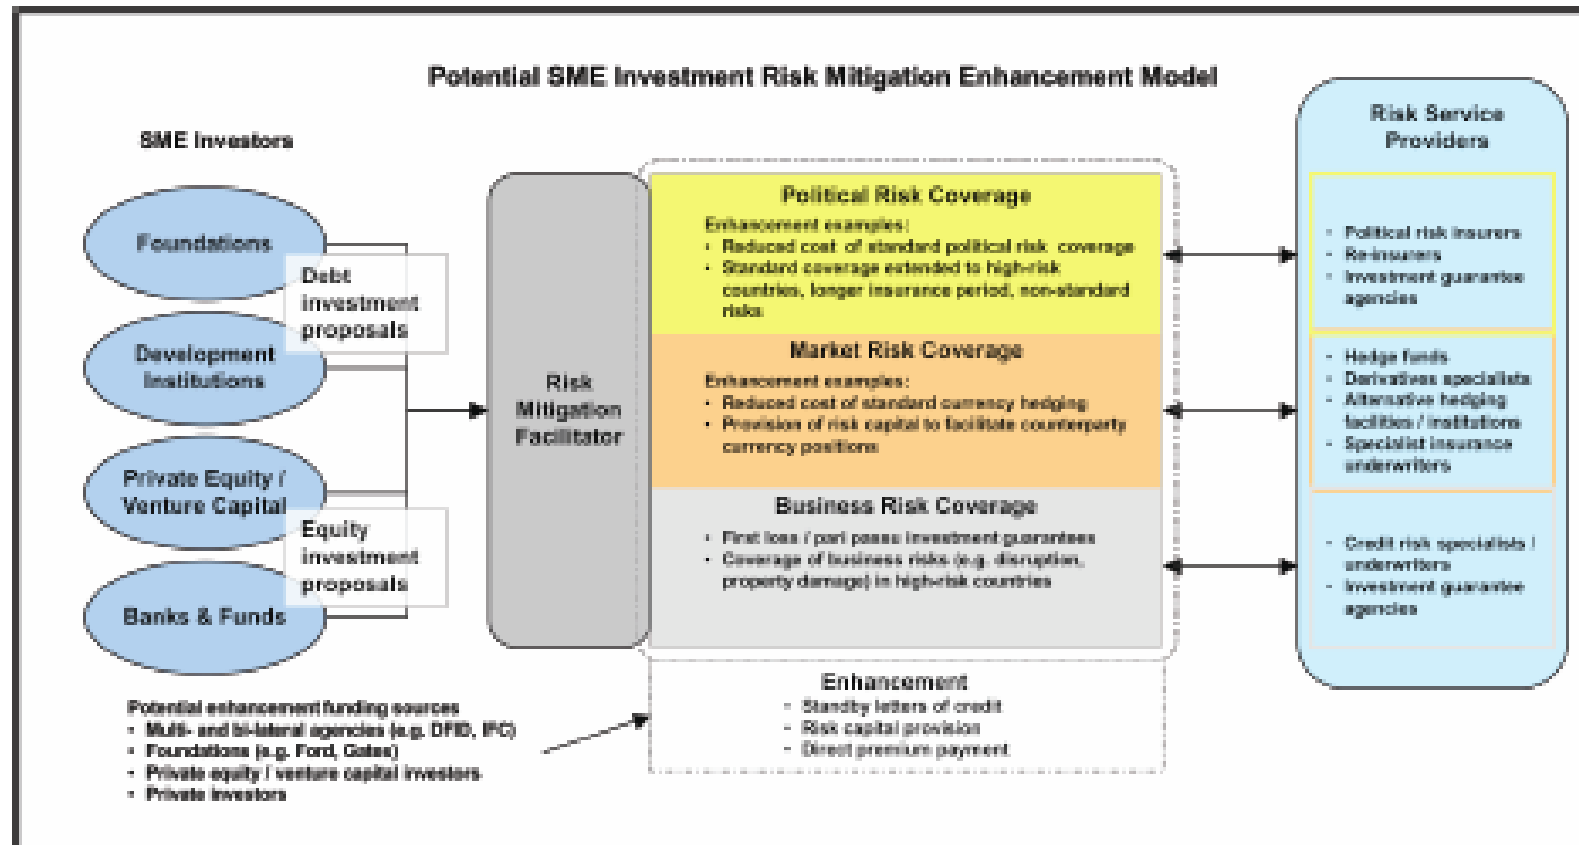 Potential SME Investment Risk Mitigation Enhancement Model
SME Investors
Foundations
Development
Institutions
Private Equity /
Venture Capital
Banks & Funds
Debt
investment
proposals
Equity
investment
proposals
Risk
Mitigation
Facilitator
Political Risk Coverage
Enhancement examples:
• Reduced cost of standard political risk coverage
• Standard coverage extended to high-risk
countries, longer insurance period, non-standard
risks
Market Risk Coverage
Enhancement examples:
• Reduced cost of standard currency hedging
• Provision of risk capital to facilitate counterparty
currency positions
Business Risk Coverage
• First loss / pari passu investment guarantees
• Coverage of business risks (e.g. disruption,
property damage) in high-risk countries
Enhancement
- Standby letters of credit
- Risk capital provision
- Direct premium payment
Potential enhancement funding sources
• Multi- and bi-lateral agencies (e.g. DFID, IFC)
• Foundations (e.g. Ford, Gates)
• Private equity / venture capital investors
• Private investors
Risk Service
Providers
- Political risk insurers
- Re-insurers
- Investment guarantee
agencies
- Hedge funds
- Derivatives specialists
- Alternative hedging
facilities / institutions
- Specialist insurance
underwriters
- Credit risk specialists /
underwriters
- Investment guarantee
agencies